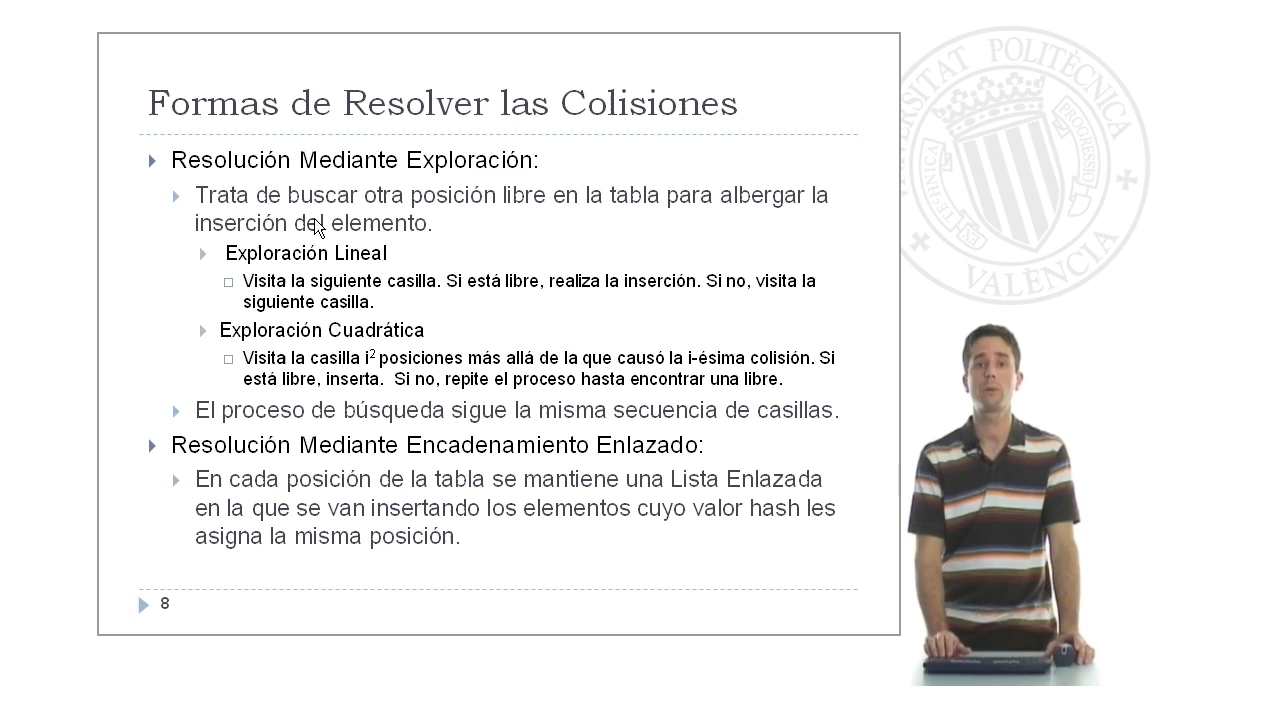 Formas de Resolver las Colisiones
Resolución Mediante Exploración:
Trata de buscar otra posición libre en la tabla para albergar la
inserción del elemento.
Exploración Lineal
Visita la siguiente casilla. Si está libre, realiza la inserción. Si no, visita la
siguiente casilla.
Exploración Cuadrática
Visita la casilla i² posiciones más allá de la que causó la i-ésima colisión. Si
está libre, inserta. Si no, repite el proceso hasta encontrar una libre.
El proceso de búsqueda sigue la misma secuencia de casillas.
Resolución Mediante Encadenamiento Enlazado:
En cada posición de la tabla se mantiene una Lista Enlazada
en la que se van insertando los elementos cuyo valor hash les
asigna la misma posición.
8
POLITÈCNICA
VALÈNCIA